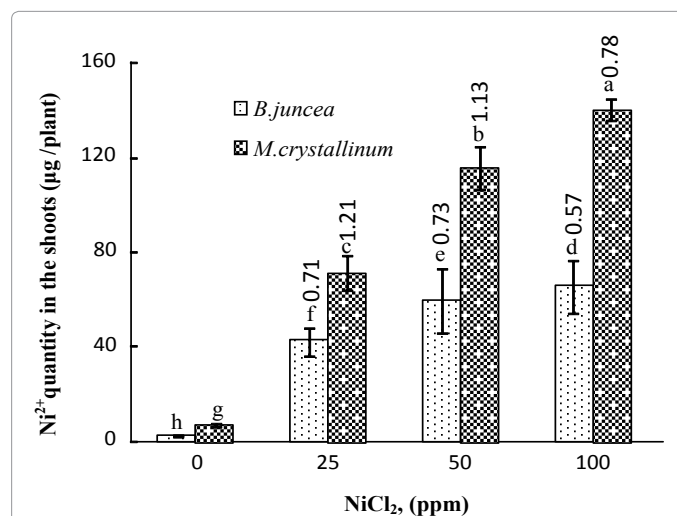 160
120
80
40
0
Ni²⁺ quantity in the shoots (µg /plant)
B.juncea
M.crystallinum
h
g
f 0.71
c 1.21
e 0.73
b 1.13
d 0.57
a 0.78
0 25 50 100
NiCl₂, (ppm)